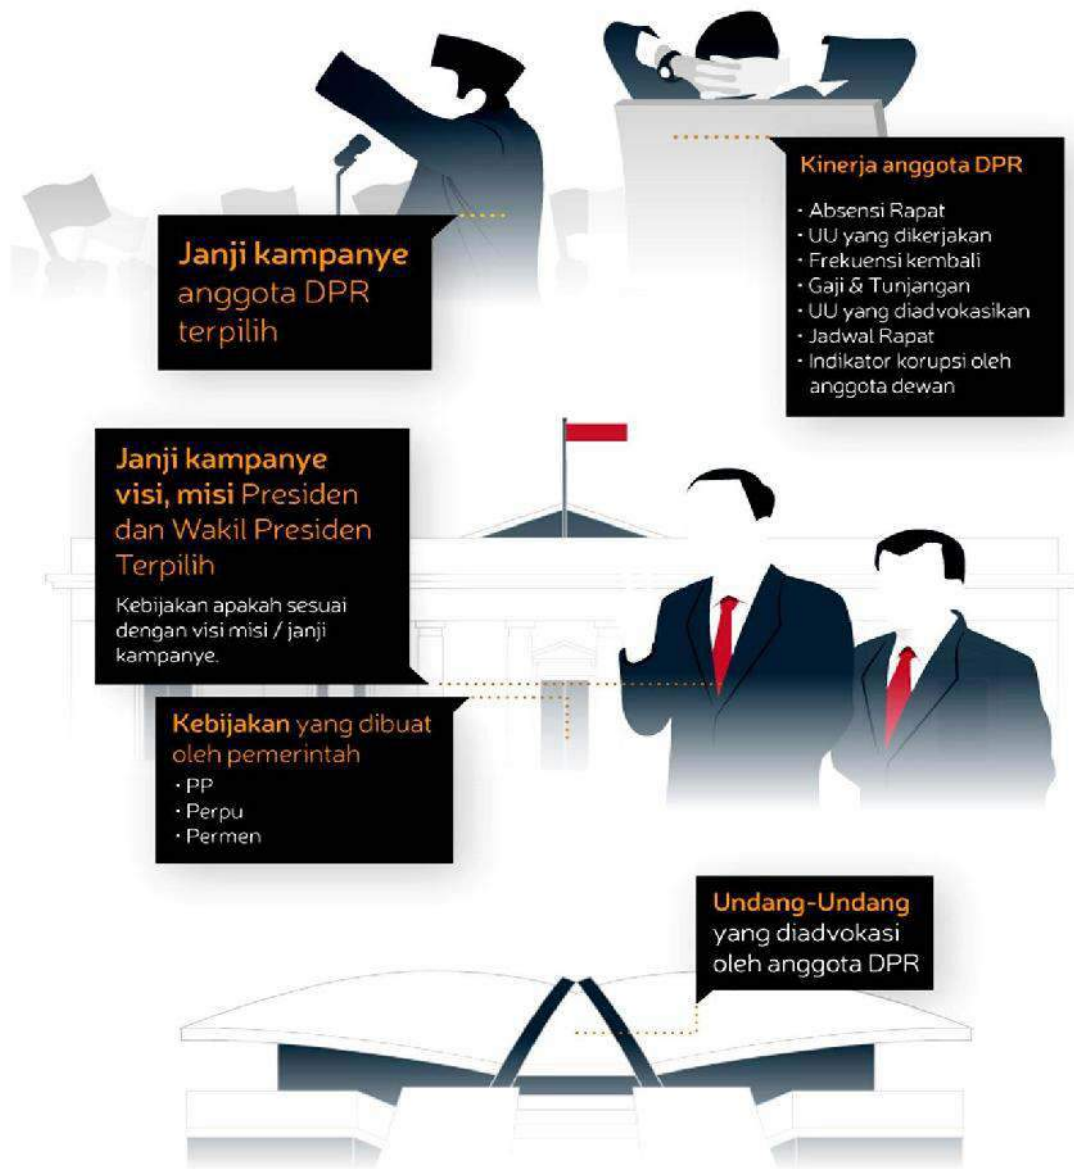 Janji kampanye
anggota DPR
terpilih
Kinerja anggota DPR
· Absensi Rapat
· UU yang dikerjakan
· Frekuensi kembali
· Gaji & Tunjangan
· UU yang diadvokasikan
· Jadwal Rapat
· Indikator korupsi oleh
anggota dewan
Janji kampanye
visi, misi Presiden
dan Wakil Presiden
Terpilih
Kebijakan apakah sesuai
dengan visi misi / janji
kampanye.
Kebijakan yang dibuat
oleh pemerintah
· PP
· Perpu
· Permen
Undang-Undang
yang diadvokasi
oleh anggota DPR